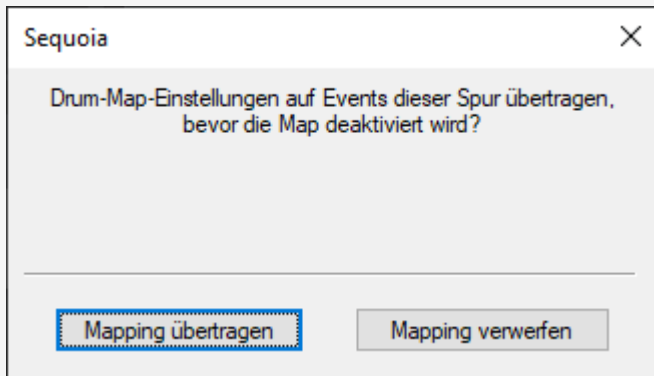 Sequoia
Drum-Map-Einstellungen auf Events dieser Spur übertragen,
bevor die Map deaktiviert wird?
Mapping übertragen
Mapping verwerfen